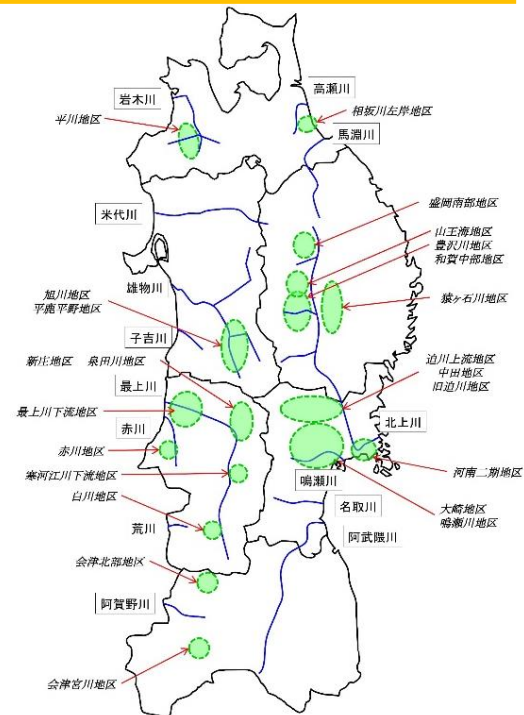 高瀬川
岩木川
相坂川左岸地区
平川地区
馬淵川
盛岡南部地区
米代川
山王海地区
豊沢川地区
和賀中部地区
雄物川
猿ヶ石川地区
旭川地区
平鹿平野地区
子吉川
新庄地区
泉田川地区
迫川上流地区
中田地区
旧迫川地区
最上川
最上川下流地区
北上川
赤川
赤川地区
河南二期地区
寒河江川下流地区
鳴瀬川
白川地区
名取川
大崎地区
鳴瀬川地区
荒川
阿武隈川
会津北部地区
阿賀野川
会津宮川地区